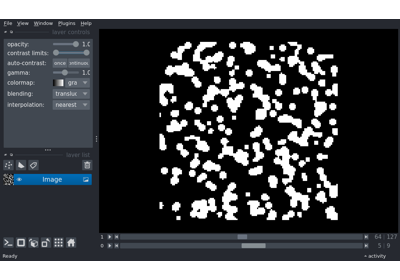 File View Window Plugins Help
layer controls
opacity: 1.0
contrast limits:
auto-contrast: once
gamma: 1.0
colormap: gra
blending: translu
interpolation: nearest
layer list
Image
1 64 127
0 5 9
Ready activity